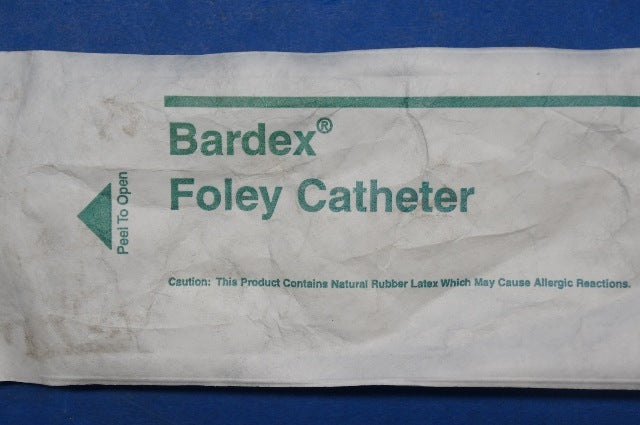 Bardex®
Foley Catheter
Peel To Open
Caution: This Product Contains Natural Rubber Latex Which May Cause Allergic Reactions.